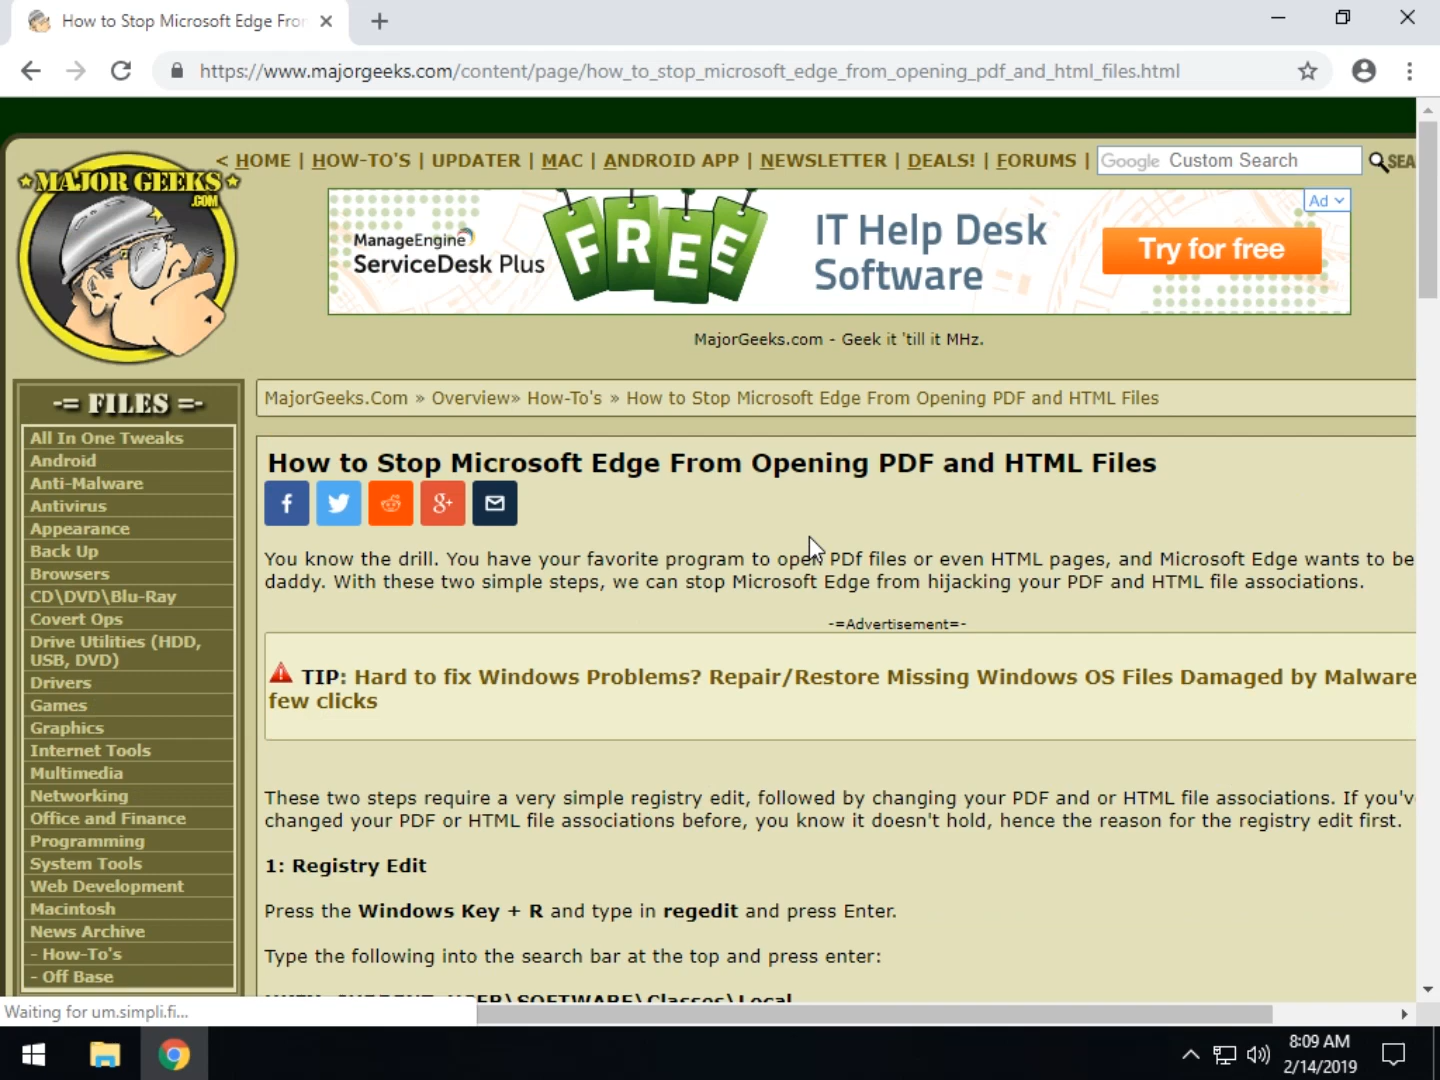 How to Stop Microsoft Edge From
https://www.majorgeeks.com/content/page/how_to_stop_microsoft_edge_from_opening_pdf_and_html_files.html
MAJOR GEEKS
.COM
< HOME | HOW-TO'S | UPDATER | MAC | ANDROID APP | NEWSLETTER | DEALS! | FORUMS |
Google Custom Search
SEA
ManageEngine
ServiceDesk Plus
FREE
IT Help Desk
Software
Try for free
Ad
MajorGeeks.com - Geek it 'till it MHz.
-= FILES =-
All In One Tweaks
Android
Anti-Malware
Antivirus
Appearance
Back Up
Browsers
CD\DVD\Blu-Ray
Covert Ops
Drive Utilities (HDD,
USB, DVD)
Drivers
Games
Graphics
Internet Tools
Multimedia
Networking
Office and Finance
Programming
System Tools
Web Development
Macintosh
News Archive
- How-To's
- Off Base
MajorGeeks.Com » Overview» How-To's » How to Stop Microsoft Edge From Opening PDF and HTML Files
How to Stop Microsoft Edge From Opening PDF and HTML Files
You know the drill. You have your favorite program to open PDf files or even HTML pages, and Microsoft Edge wants to be
daddy. With these two simple steps, we can stop Microsoft Edge from hijacking your PDF and HTML file associations.
-=Advertisement=-
TIP: Hard to fix Windows Problems? Repair/Restore Missing Windows OS Files Damaged by Malware
few clicks
These two steps require a very simple registry edit, followed by changing your PDF and or HTML file associations. If you'v
changed your PDF or HTML file associations before, you know it doesn't hold, hence the reason for the registry edit first.
1: Registry Edit
Press the Windows Key + R and type in regedit and press Enter.
Type the following into the search bar at the top and press enter:
HKEY_CURRENT_USER\SOFTWARE\Classes\Local
Waiting for um.simpli.fi...
8:09 AM
2/14/2019